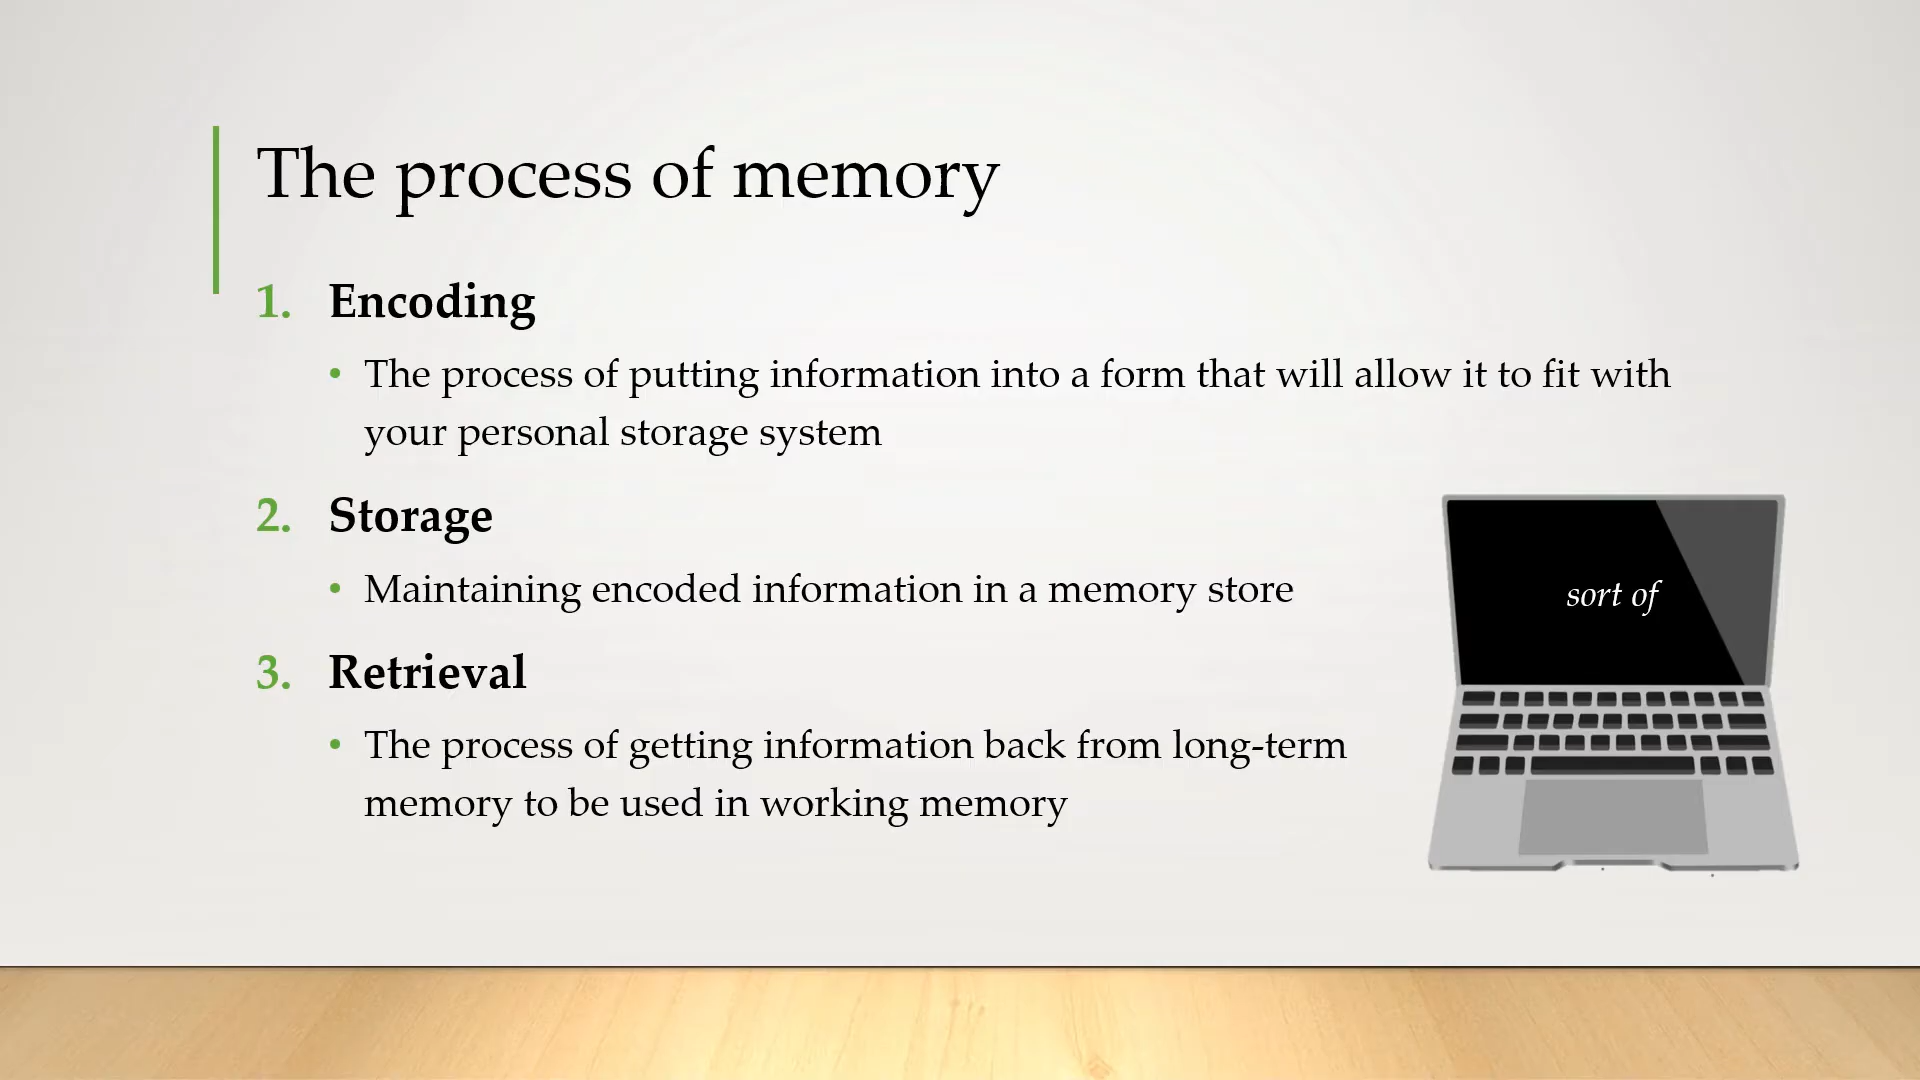 The process of memory
1. Encoding
• The process of putting information into a form that will allow it to fit with
your personal storage system
2. Storage
• Maintaining encoded information in a memory store
sort of
3. Retrieval
• The process of getting information back from long-term
memory to be used in working memory